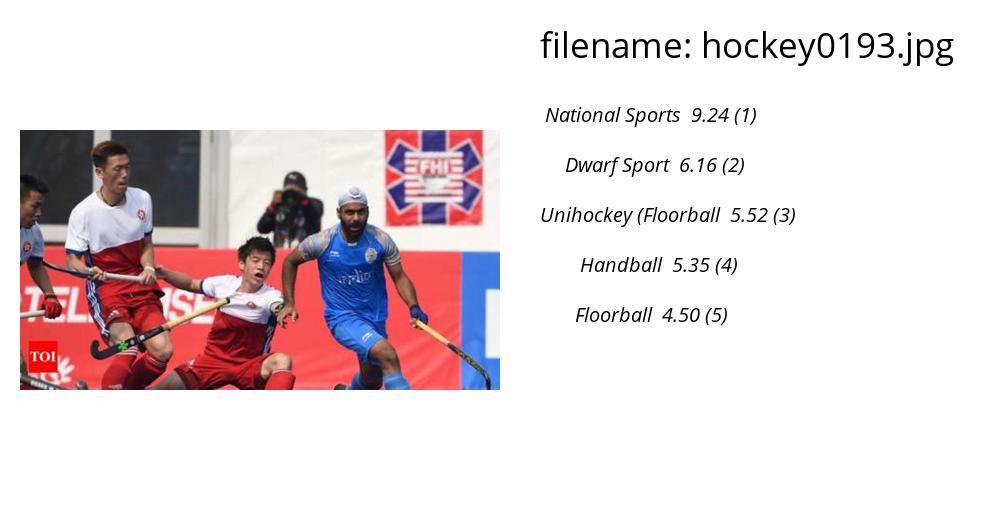 filename: hockey0193.jpg
National Sports 9.24 (1)
Dwarf Sport 6.16 (2)
Unihockey (Floorball 5.52 (3)
Handball 5.35 (4)
Floorball 4.50 (5)
FHI
TOI